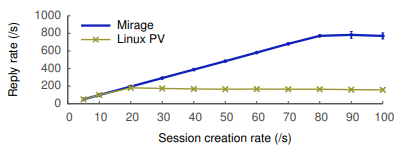 1000
800
600
400
200
0
Reply rate (/s)
Mirage
Linux PV
0 10 20 30 40 50 60 70 80 90 100
Session creation rate (/s)